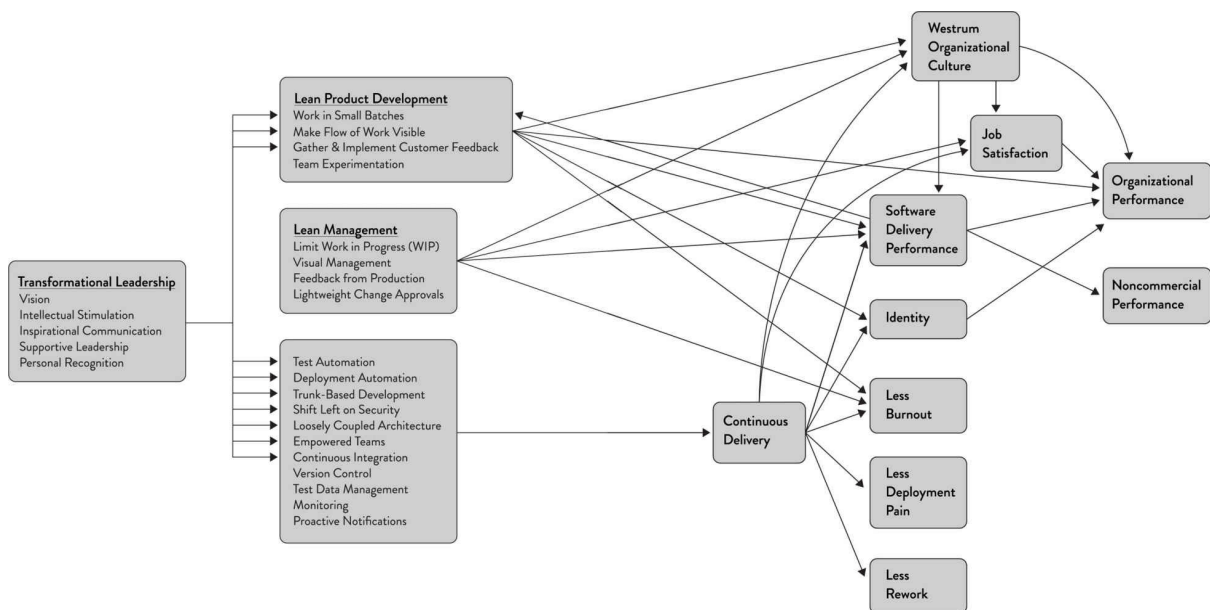 Transformational Leadership
Vision
Intellectual Stimulation
Inspirational Communication
Supportive Leadership
Personal Recognition
Lean Product Development
Work in Small Batches
Make Flow of Work Visible
Gather & Implement Customer Feedback
Team Experimentation
Lean Management
Limit Work in Progress (WIP)
Visual Management
Feedback from Production
Lightweight Change Approvals
Test Automation
Deployment Automation
Trunk-Based Development
Shift Left on Security
Loosely Coupled Architecture
Empowered Teams
Continuous Integration
Version Control
Test Data Management
Monitoring
Proactive Notifications
Continuous
Delivery
Westrum
Organizational
Culture
Job
Satisfaction
Software
Delivery
Performance
Identity
Less
Burnout
Less
Deployment
Pain
Less
Rework
Organizational
Performance
Noncommercial
Performance